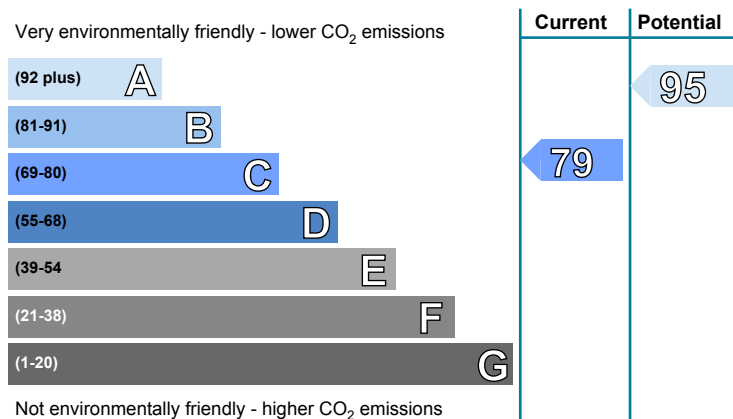 Very environmentally friendly - lower CO₂ emissions
Current Potential
(92 plus) A
95
(81-91) B
(69-80) C
79
(55-68) D
(39-54 E
(21-38) F
(1-20) G
Not environmentally friendly - higher CO₂ emissions